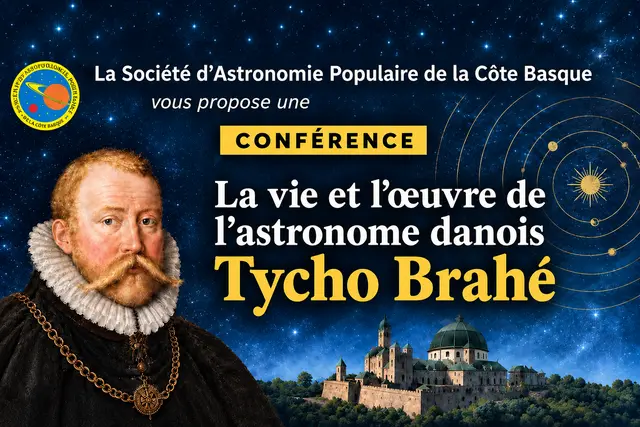 La Société d’Astronomie Populaire de la Côte Basque
vous propose une
CONFÉRENCE
La vie et l’œuvre de
l’astronome danois
Tycho Brahé